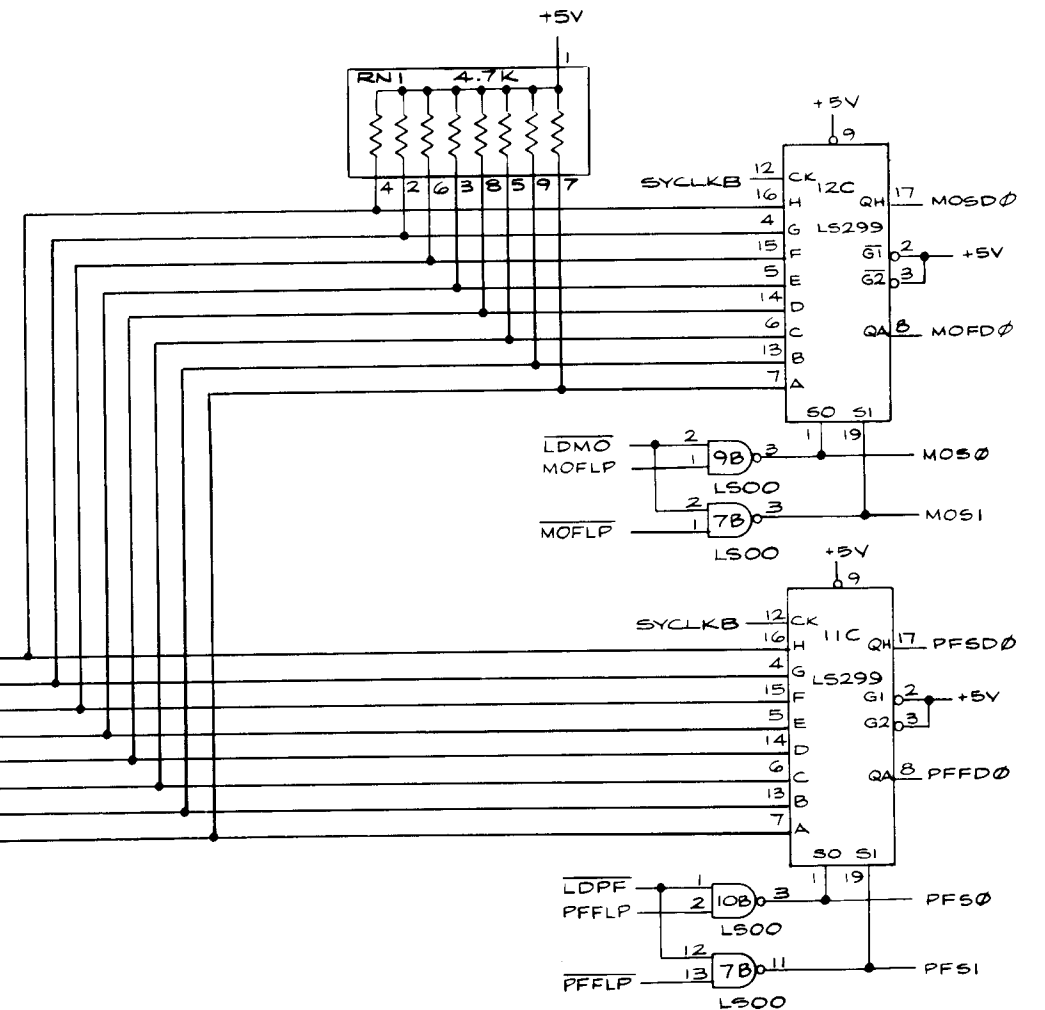 +5V
1
RN1 4.7K
4 2 6 3 8 5 9 7
+5V
9
SYCLKB 12 CK 12C
16 H QH 17 MOSDØ
4 G LS299
15 F G1 2 +5V
5 E G2 3
14 D
6 C QA 8 MOFDØ
13 B
7 A
S0 S1
1 19
LDMO 2 9B 3 MOSØ
MOFLP 1
LS00
2 7B 3 MOS1
MOFLP 1
LS00
+5V
9
SYCLKB 12 CK 11C
16 H QH 17 PFSDØ
4 G LS299
15 F G1 2 +5V
5 E G2 3
14 D
6 C QA 8 PFFDØ
13 B
7 A
S0 S1
1 19
LDPF 1 10B 3 PFSØ
PFFLP 2
LS00
12 7B 11 PFS1
PFFLP 13
LS00